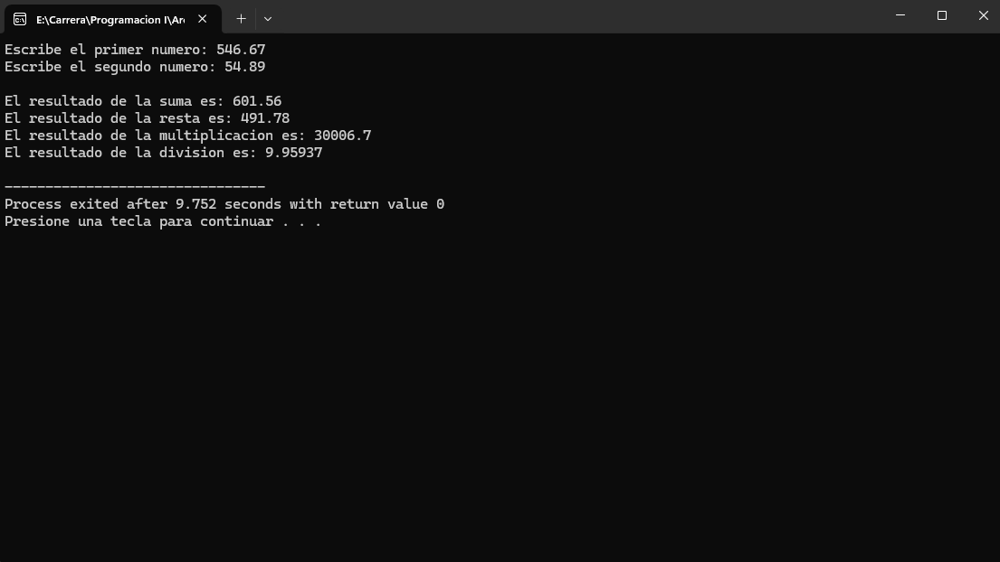 E:\Carrera\Programacion I\Arc
Escribe el primer numero: 546.67
Escribe el segundo numero: 54.89
El resultado de la suma es: 601.56
El resultado de la resta es: 491.78
El resultado de la multiplicacion es: 30006.7
El resultado de la division es: 9.95937
--------------------------------
Process exited after 9.752 seconds with return value 0
Presione una tecla para continuar . . .